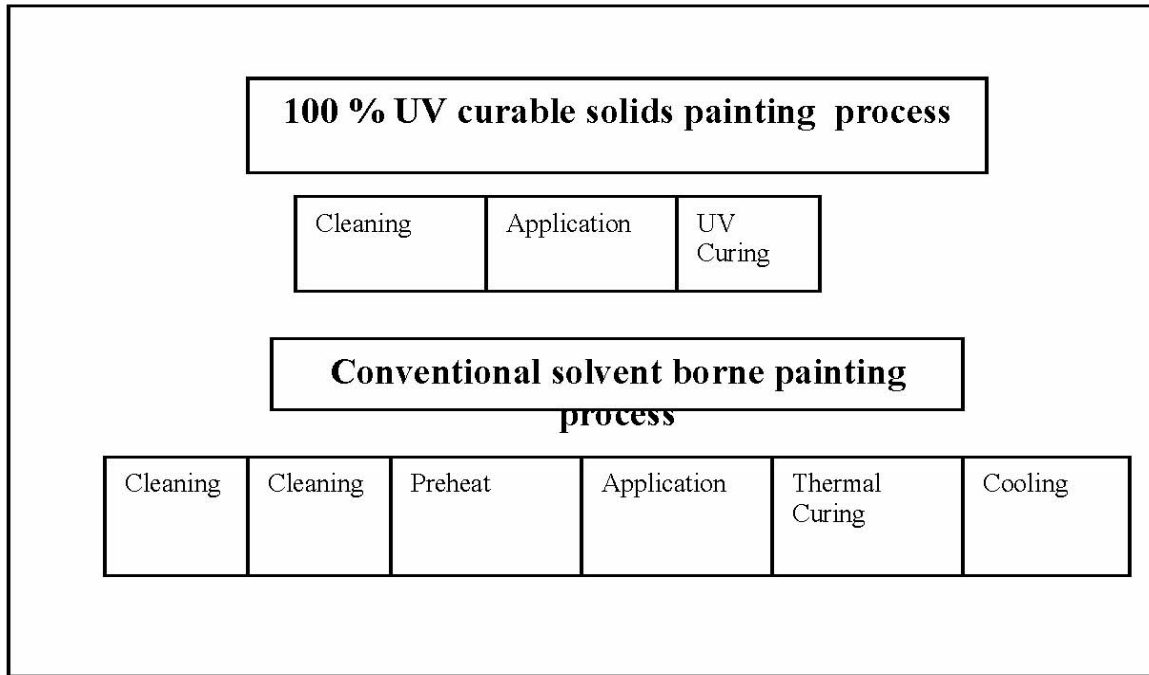 100 % UV curable solids painting process
Cleaning Application UV
Curing
Conventional solvent borne painting
process
Cleaning Cleaning Preheat Application Thermal Cooling
Curing